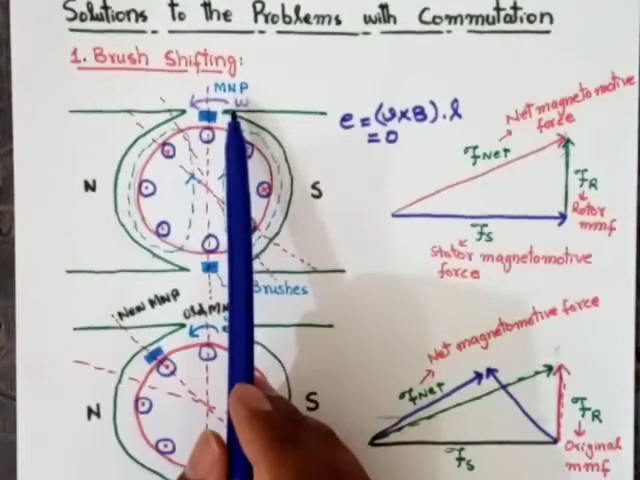 Solutions to the Problems with Commutation
1. Brush Shifting:
MNP
w
e = (υ×B).l
= 0
Net magnetomotive
force
𝓕NET
𝓕R
Rotor
mmf
𝓕S
Stator magnetomotive
force
N
S
Brushes
New MNP
Old MN
Net magnetomotive force
𝓕NET
𝓕R
Original
mmf
𝓕S
N
S